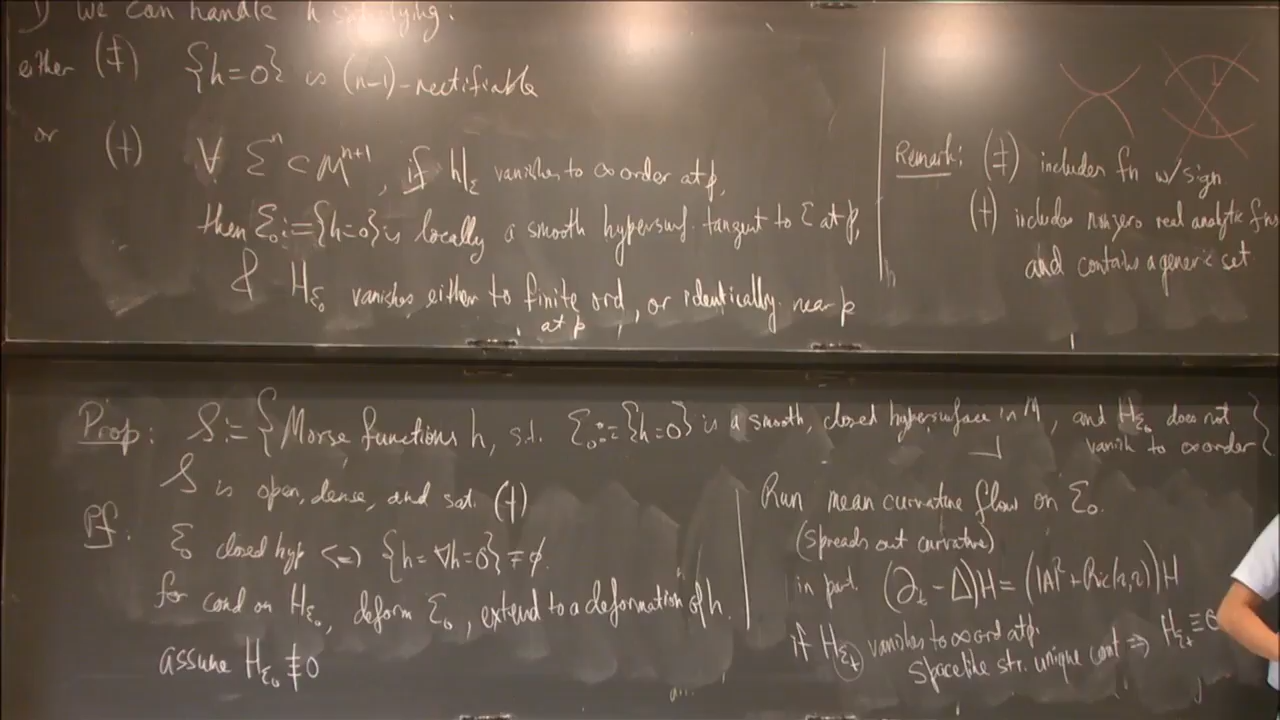 1) we can handle h satisfying:
either (‡) {h=0} is (n-1)-rectifiable
or (†) ∀ Σⁿ ⊂ Mⁿ⁺¹, if h|_Σ vanishes to ∞ order at p,
then Σ₀:={h=0} is locally a smooth hypersurf. tangent to Σ at p,
& H_Σ₀ vanishes either to finite ord, or identically near p
at p
Remark: (‡) includes fn w/ sign.
(†) includes nonzero real analytic fns
and contains a generic set
Prop: S:= {Morse functions h, s.t. Σ₀:={h=0} is a smooth, closed hypersurface in M, and H_Σ₀ does not
vanish to ∞ order}
S is open, dense, and sat. (†)
Pf: Σ₀ closed hyp <=> {h=∇h=0} = ∅.
for cond on H_Σ₀, deform Σ₀, extend to a deformation of h.
assume H_Σ₀ ≢ 0
Run mean curvature flow on Σ₀.
(Spreads out curvature)
in part. (∂ₜ - Δ)H = (|A|² + Ric(ν,ν))H
if H_Σₜ vanishes to ∞ ord at p.
spacelike str. unique cont => H_Σₜ ≡ 0